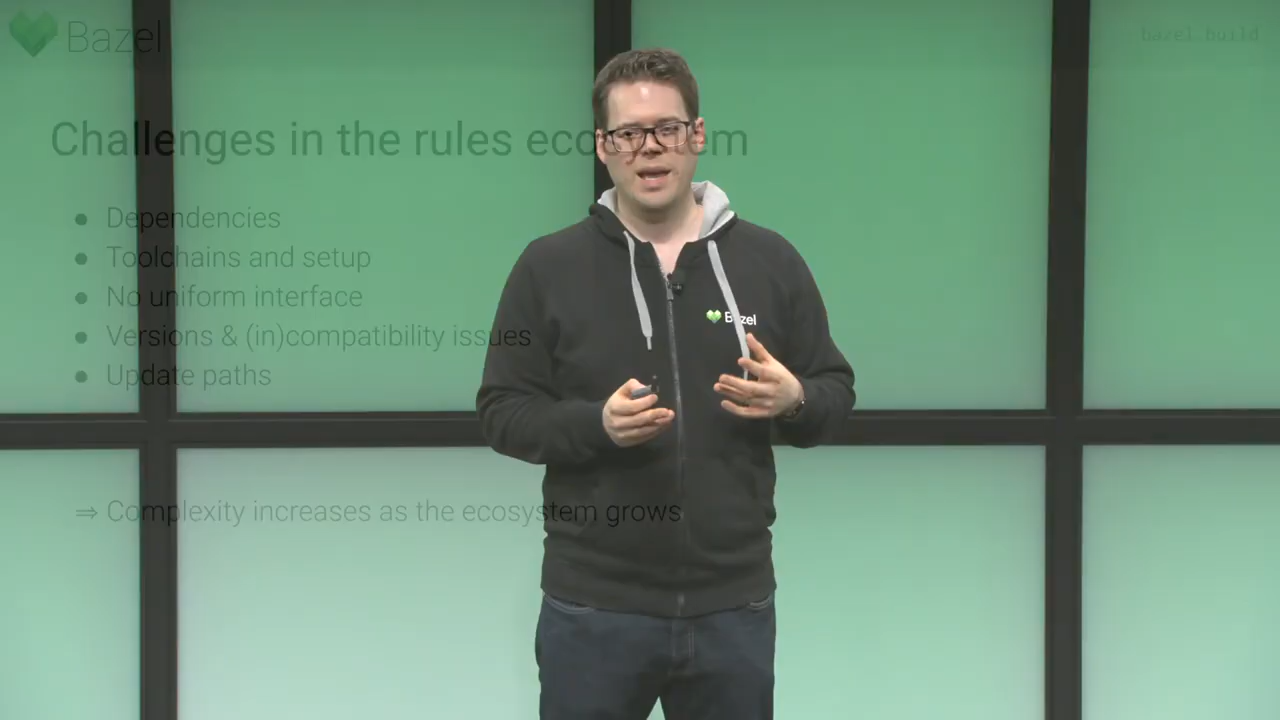 Bazel
bazel.build
Challenges in the rules ecosystem
Dependencies
Toolchains and setup
No uniform interface
Versions & (in)compatibility issues
Update paths
⇒ Complexity increases as the ecosystem grows
Bazel